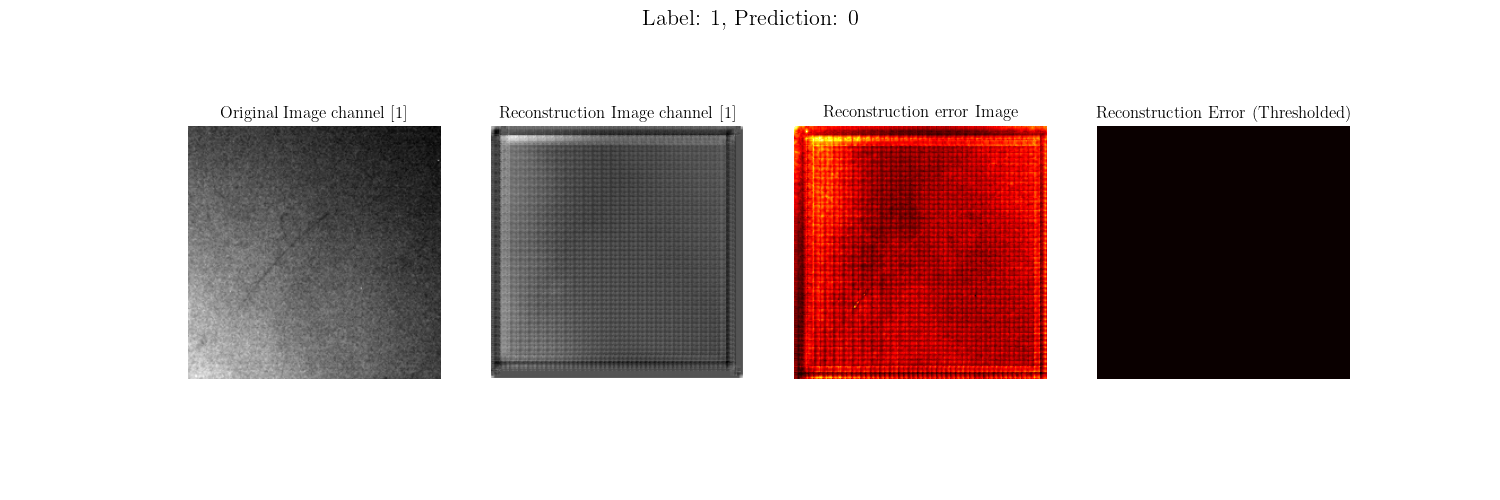 Label: 1, Prediction: 0
Original Image channel [1]
Reconstruction Image channel [1]
Reconstruction error Image
Reconstruction Error (Thresholded)